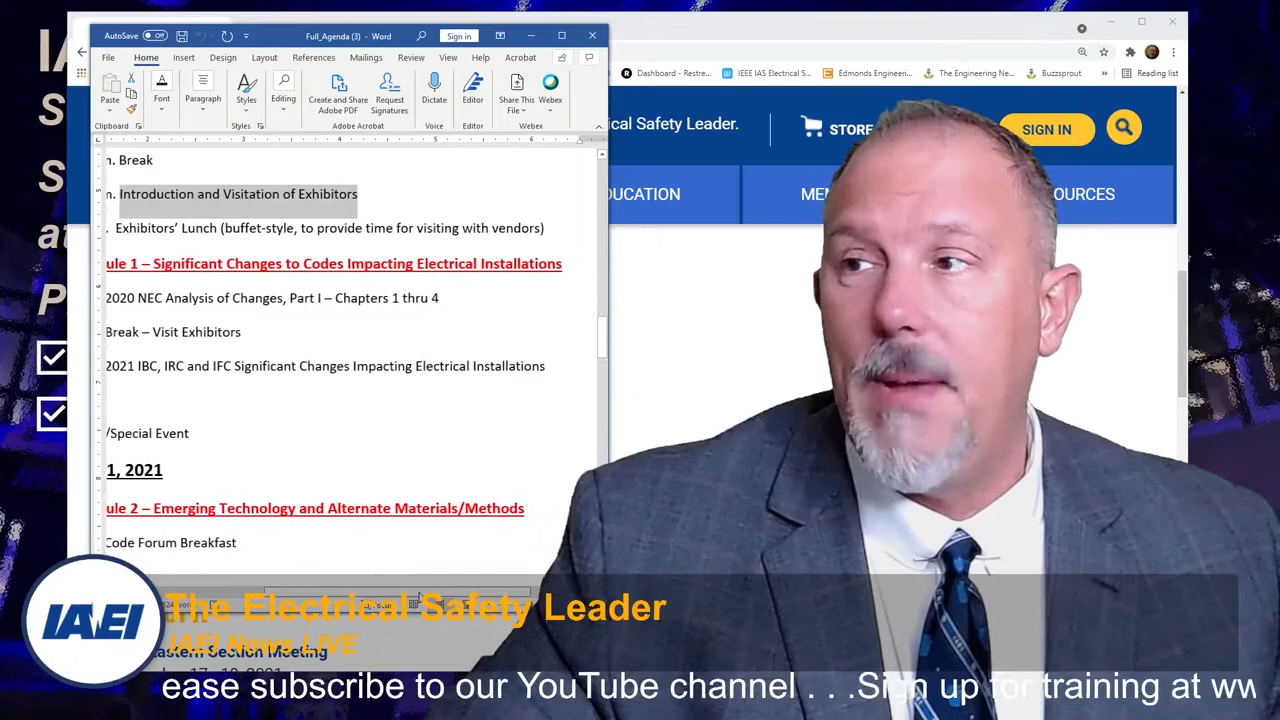 AutoSave Off
Full_Agenda (3) - Word
Sign in
File Home Insert Design Layout References Mailings Review View Help Acrobat
Paste
Font
Paragraph
Styles
Editing
Create and Share Adobe PDF
Request Signatures
Dictate
Editor
Share This File
Webex
Clipboard
Styles
Adobe Acrobat
Voice
Editor
Webex
Dashboard - Restre...
IEEE IAS Electrical S...
Edmonds Engineeri...
The Engineering Ne...
Buzzsprout
Reading list
ical Safety Leader.
STORE
SIGN IN
DUCATION
MEM
OURCES
n. Break
n. Introduction and Visitation of Exhibitors
. Exhibitors' Lunch (buffet-style, to provide time for visiting with vendors)
ule 1 – Significant Changes to Codes Impacting Electrical Installations
2020 NEC Analysis of Changes, Part I – Chapters 1 thru 4
Break – Visit Exhibitors
2021 IBC, IRC and IFC Significant Changes Impacting Electrical Installations
/Special Event
1, 2021
ule 2 – Emerging Technology and Alternate Materials/Methods
Code Forum Breakfast
IAEI
The Electrical Safety Leader
IAEI News LIVE
astern Section Meeting
ease subscribe to our YouTube channel . . .Sign up for training at ww